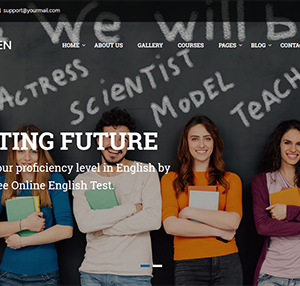 support@yourmail.com
EN
HOME ABOUT US GALLERY COURSES PAGES BLOG CONTA
We will b
ACTRESS
SCIENTIST
MODEL
TEACH
TING FUTURE
our proficiency level in English by
ee Online English Test.